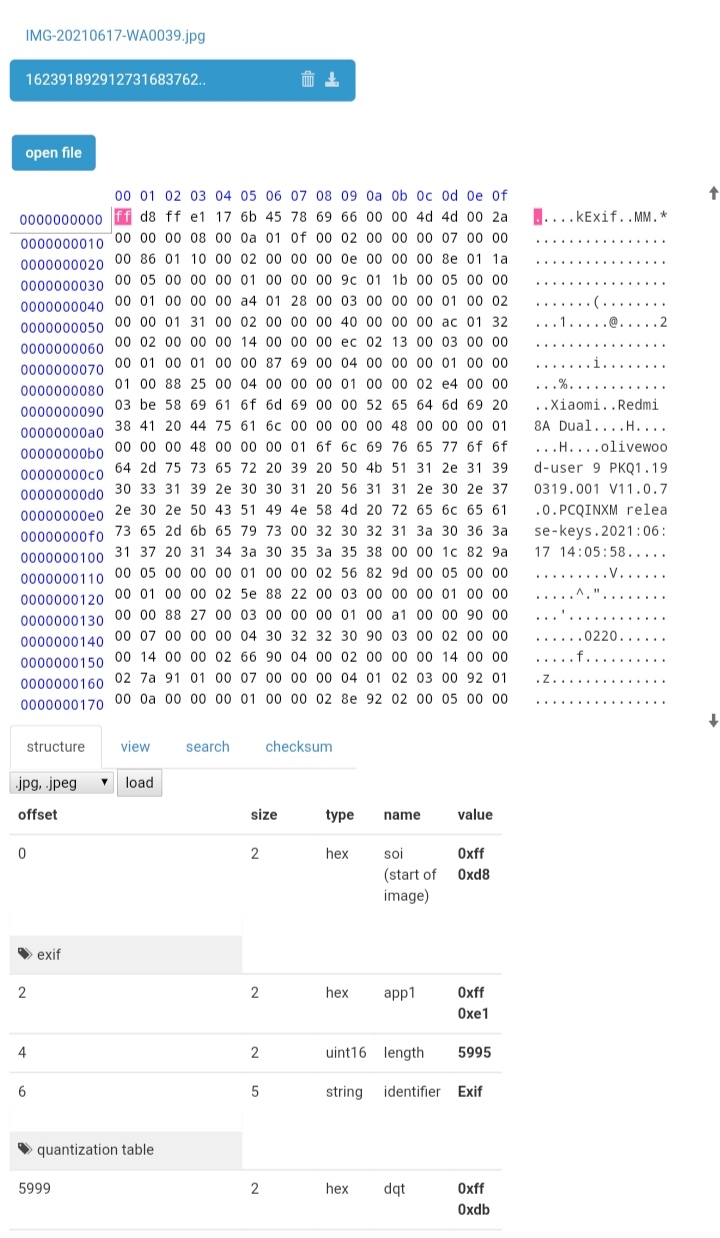 IMG-20210617-WA0039.jpg
162391892912731683762..
open file
00 01 02 03 04 05 06 07 08 09 0a 0b 0c 0d 0e 0f
0000000000 ff d8 ff e1 17 6b 45 78 69 66 00 00 4d 4d 00 2a .....kExif..MM.*
0000000010 00 00 00 08 00 0a 01 0f 00 02 00 00 00 07 00 00 ................
0000000020 00 86 01 10 00 02 00 00 00 0e 00 00 00 8e 01 1a ................
0000000030 00 05 00 00 00 01 00 00 00 9c 01 1b 00 05 00 00 ................
0000000040 00 01 00 00 00 a4 01 28 00 03 00 00 00 01 00 02 .......(........
0000000050 00 00 01 31 00 02 00 00 00 40 00 00 00 ac 01 32 ...1.....@.....2
0000000060 00 02 00 00 00 14 00 00 00 ec 02 13 00 03 00 00 ................
0000000070 00 01 00 01 00 00 87 69 00 04 00 00 00 01 00 00 .......i........
0000000080 01 00 88 25 00 04 00 00 00 01 00 00 02 e4 00 00 ...%............
0000000090 03 be 58 69 61 6f 6d 69 00 00 52 65 64 6d 69 20 ..Xiaomi..Redmi
00000000a0 38 41 20 44 75 61 6c 00 00 00 00 48 00 00 00 01 8A Dual....H....
00000000b0 00 00 00 48 00 00 00 01 6f 6c 69 76 65 77 6f 6f ...H....olivewoo
00000000c0 64 2d 75 73 65 72 20 39 20 50 4b 51 31 2e 31 39 d-user 9 PKQ1.19
00000000d0 30 33 31 39 2e 30 30 31 20 56 31 31 2e 30 2e 37 0319.001 V11.0.7
00000000e0 2e 30 2e 50 43 51 49 4e 58 4d 20 72 65 6c 65 61 .0.PCQINXM relea
00000000f0 73 65 2d 6b 65 79 73 00 32 30 32 31 3a 30 36 3a se-keys.2021:06:
0000000100 31 37 20 31 34 3a 30 35 3a 35 38 00 00 1c 82 9a 17 14:05:58.....
0000000110 00 05 00 00 00 01 00 00 02 56 82 9d 00 05 00 00 .........V......
0000000120 00 01 00 00 02 5e 88 22 00 03 00 00 00 01 00 00 .....^."........
0000000130 00 00 88 27 00 03 00 00 00 01 00 a1 00 00 90 00 ...'............
0000000140 00 07 00 00 00 04 30 32 32 30 90 03 00 02 00 00 ......0220......
0000000150 00 14 00 00 02 66 90 04 00 02 00 00 00 14 00 00 .....f..........
0000000160 02 7a 91 01 00 07 00 00 00 04 01 02 03 00 92 01 .z..............
0000000170 00 0a 00 00 00 01 00 00 02 8e 92 02 00 05 00 00 ................
structure view search checksum
.jpg, .jpeg load
offset size type name value
0 2 hex soi 0xff
(start of 0xd8
image)
exif
2 2 hex app1 0xff
0xe1
4 2 uint16 length 5995
6 5 string identifier Exif
quantization table
5999 2 hex dqt 0xff
0xdb